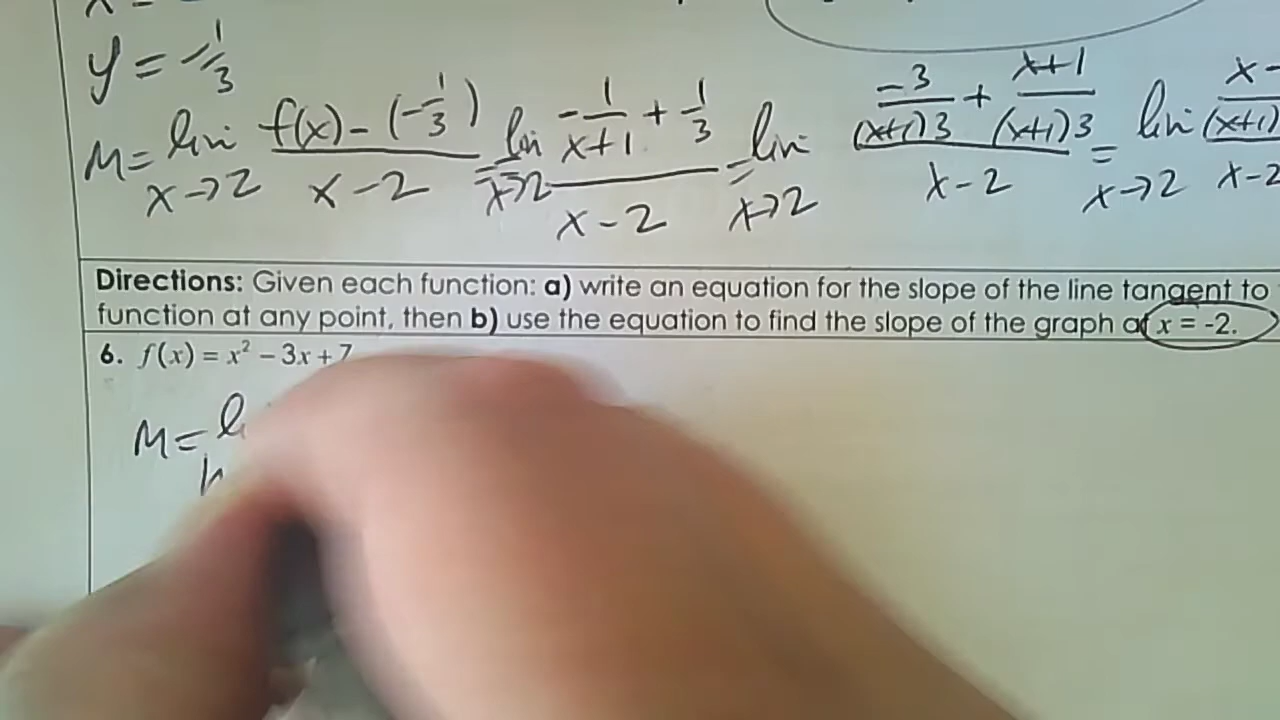 y = -1/3
M = lim x→2 (f(x) - (-1/3))/(x - 2) = lim x→2 (-1/(x+1) + 1/3)/(x - 2) = lim x→2 (-3/((x+1)3) + (x+1)/((x+1)3))/(x - 2) = lim x→2
Directions: Given each function: a) write an equation for the slope of the line tangent to
function at any point, then b) use the equation to find the slope of the graph at x = -2.
6. f(x) = x² - 3x + 7
M =